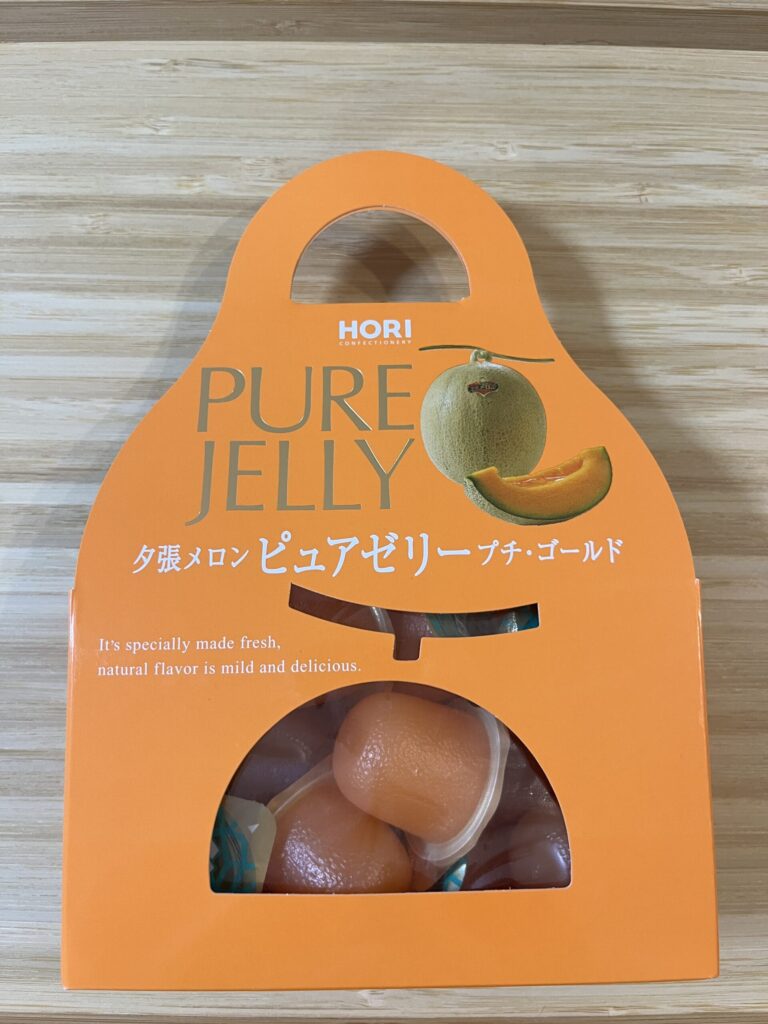 HORI
CONFECTIONERY
PURE
JELLY
夕張メロン ピュアゼリー プチ・ゴールド
It's specially made fresh,
natural flavor is mild and delicious.